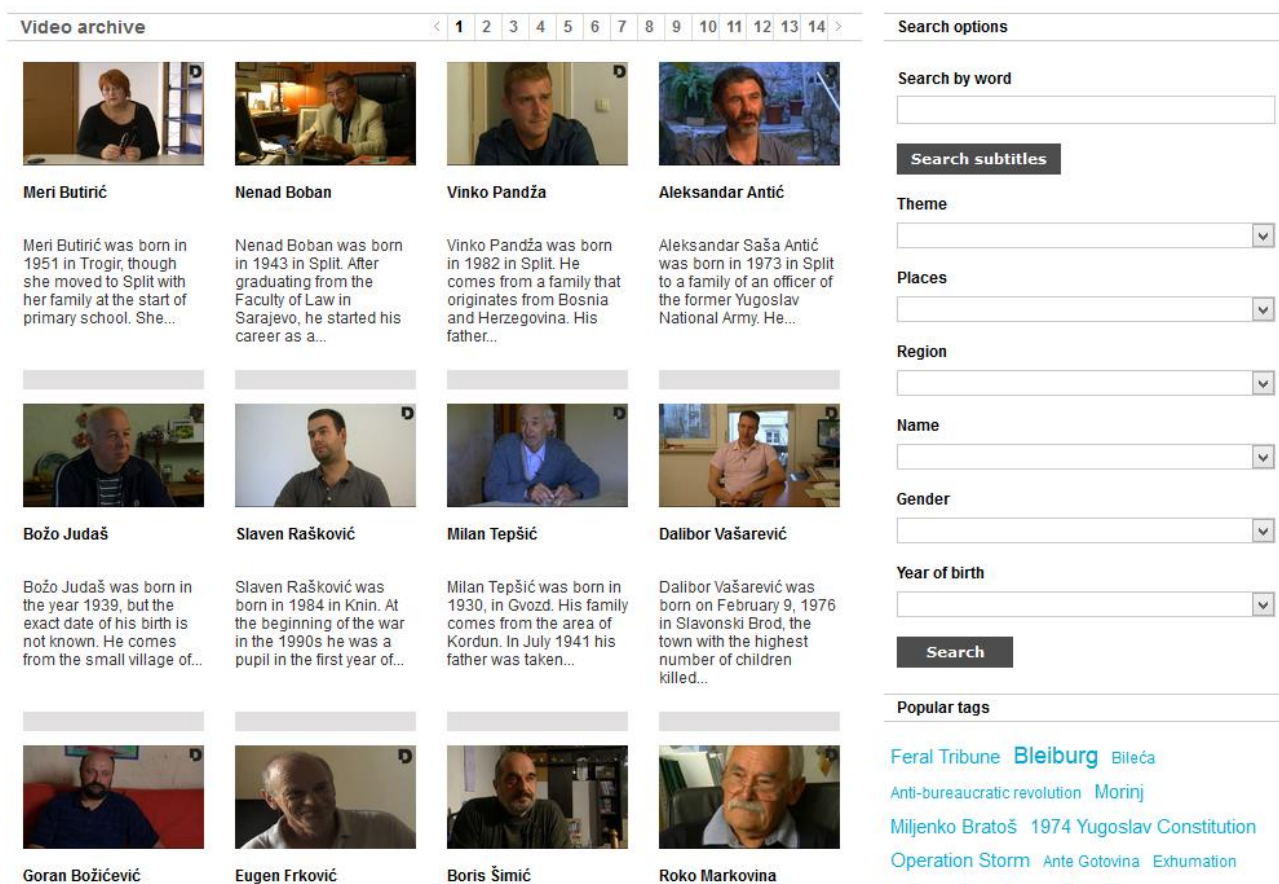 Video archive
< 1 2 3 4 5 6 7 8 9 10 11 12 13 14 >
Meri Butirić
Meri Butirić was born in
1951 in Trogir, though
she moved to Split with
her family at the start of
primary school. She...
Nenad Boban
Nenad Boban was born
in 1943 in Split. After
graduating from the
Faculty of Law in
Sarajevo, he started his
career as a...
Vinko Pandža
Vinko Pandža was born
in 1982 in Split. He
comes from a family that
originates from Bosnia
and Herzegovina. His
father...
Aleksandar Antić
Aleksandar Saša Antić
was born in 1973 in Split
to a family of an officer of
the former Yugoslav
National Army. He...
Božo Judaš
Božo Judaš was born in
the year 1939, but the
exact date of his birth is
not known. He comes
from the small village of...
Slaven Rašković
Slaven Rašković was
born in 1984 in Knin. At
the beginning of the war
in the 1990s he was a
pupil in the first year of...
Milan Tepšić
Milan Tepšić was born in
1930, in Gvozd. His family
comes from the area of
Kordun. In July 1941 his
father was taken...
Dalibor Vašarević
Dalibor Vašarević was
born on February 9, 1976
in Slavonski Brod, the
town with the highest
number of children
killed...
Goran Božićević
Eugen Frković
Boris Šimić
Roko Markovina
Search options
Search by word
Search subtitles
Theme
Places
Region
Name
Gender
Year of birth
Search
Popular tags
Feral Tribune Bleiburg Bileća
Anti-bureaucratic revolution Morinj
Miljenko Bratoš 1974 Yugoslav Constitution
Operation Storm Ante Gotovina Exhumation